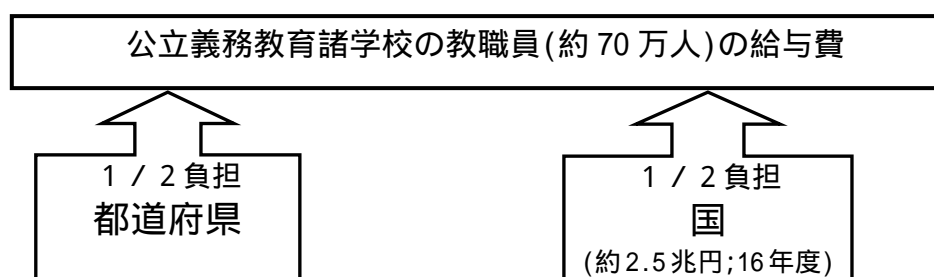 公立義務教育諸学校の教職員(約70万人)の給与費
1/2負担
都道府県
1/2負担
国
(約2.5兆円;16年度)